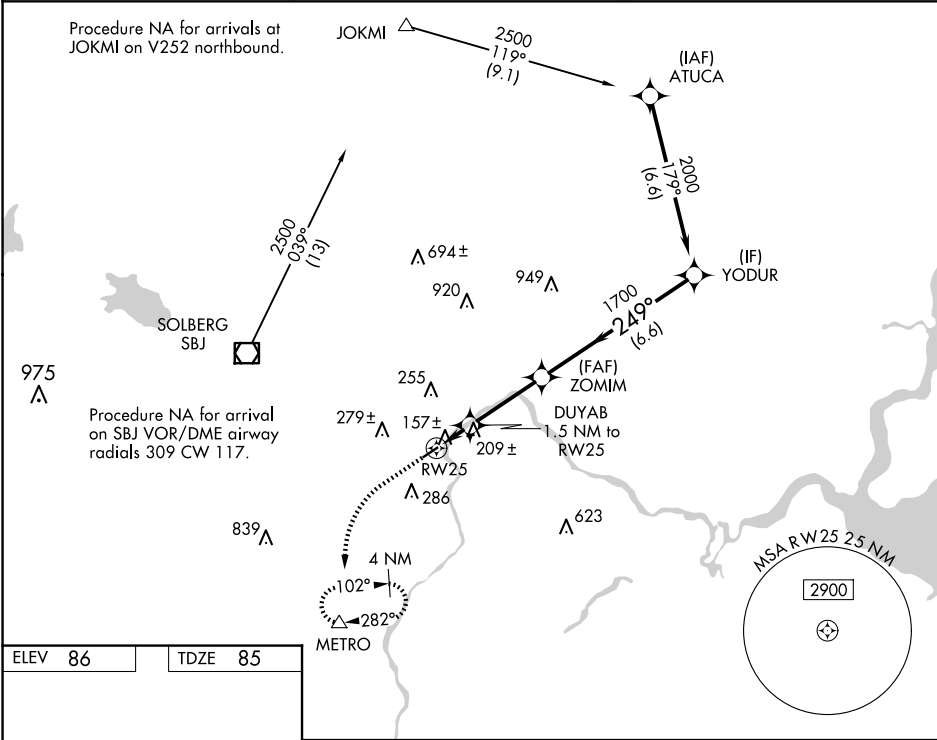 Procedure NA for arrivals at
JOKMI on V252 northbound.
JOKMI
2500
119°
(9.1)
(IAF)
ATUCA
2000
179°
(6.6)
2500
039°
(13)
694±
920
949
(IF)
YODUR
1700
249°
(6.6)
SOLBERG
SBJ
(FAF)
ZOMIM
975
255
Procedure NA for arrival
on SBJ VOR/DME airway
radials 309 CW 117.
279±
157±
DUYAB
1.5 NM to
RW25
209±
RW25
286
839
623
4 NM
102°
282°
METRO
MSA RW25 25 NM
2900
ELEV 86
TDZE 85